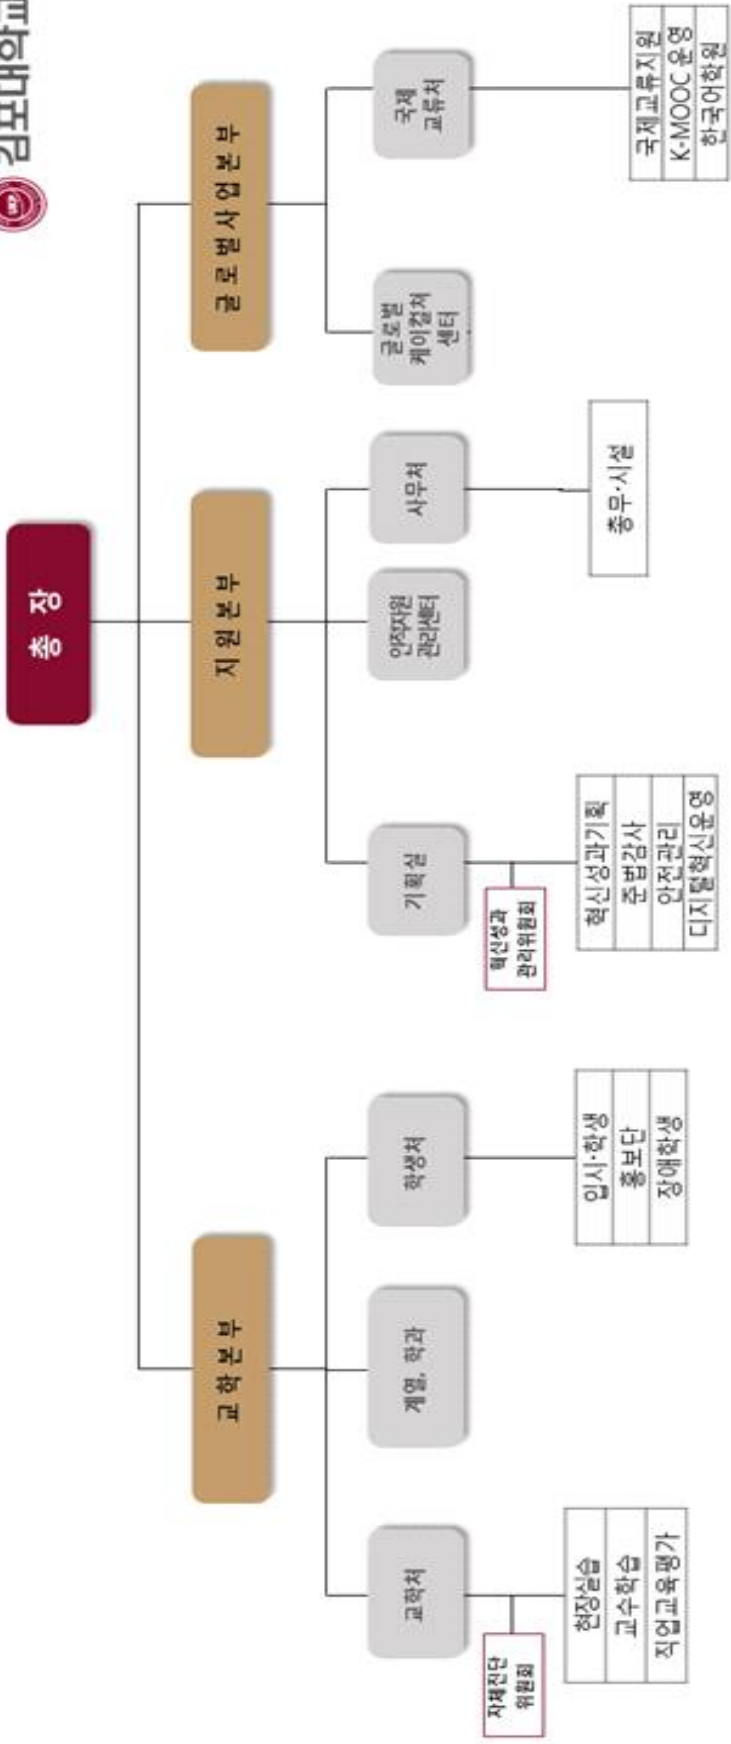 김포대학교
총 장
교 학 본 부
지 원 본 부
글 로 벌 사 업 본 부
교학처
계열, 학과
학생처
기획실
인적자원
관리센터
사무처
글로벌
케이컬처
센터
국제
교류처
자체진단
위원회
혁신성과
관리위원회
현장실습
교수학습
직업교육평가
입시·학생
홍보단
장애학생
혁신성과기획
준법감사
안전관리
디지털혁신운영
총무·시설
국제교류지원
K-MOOC 운영
한국어학원